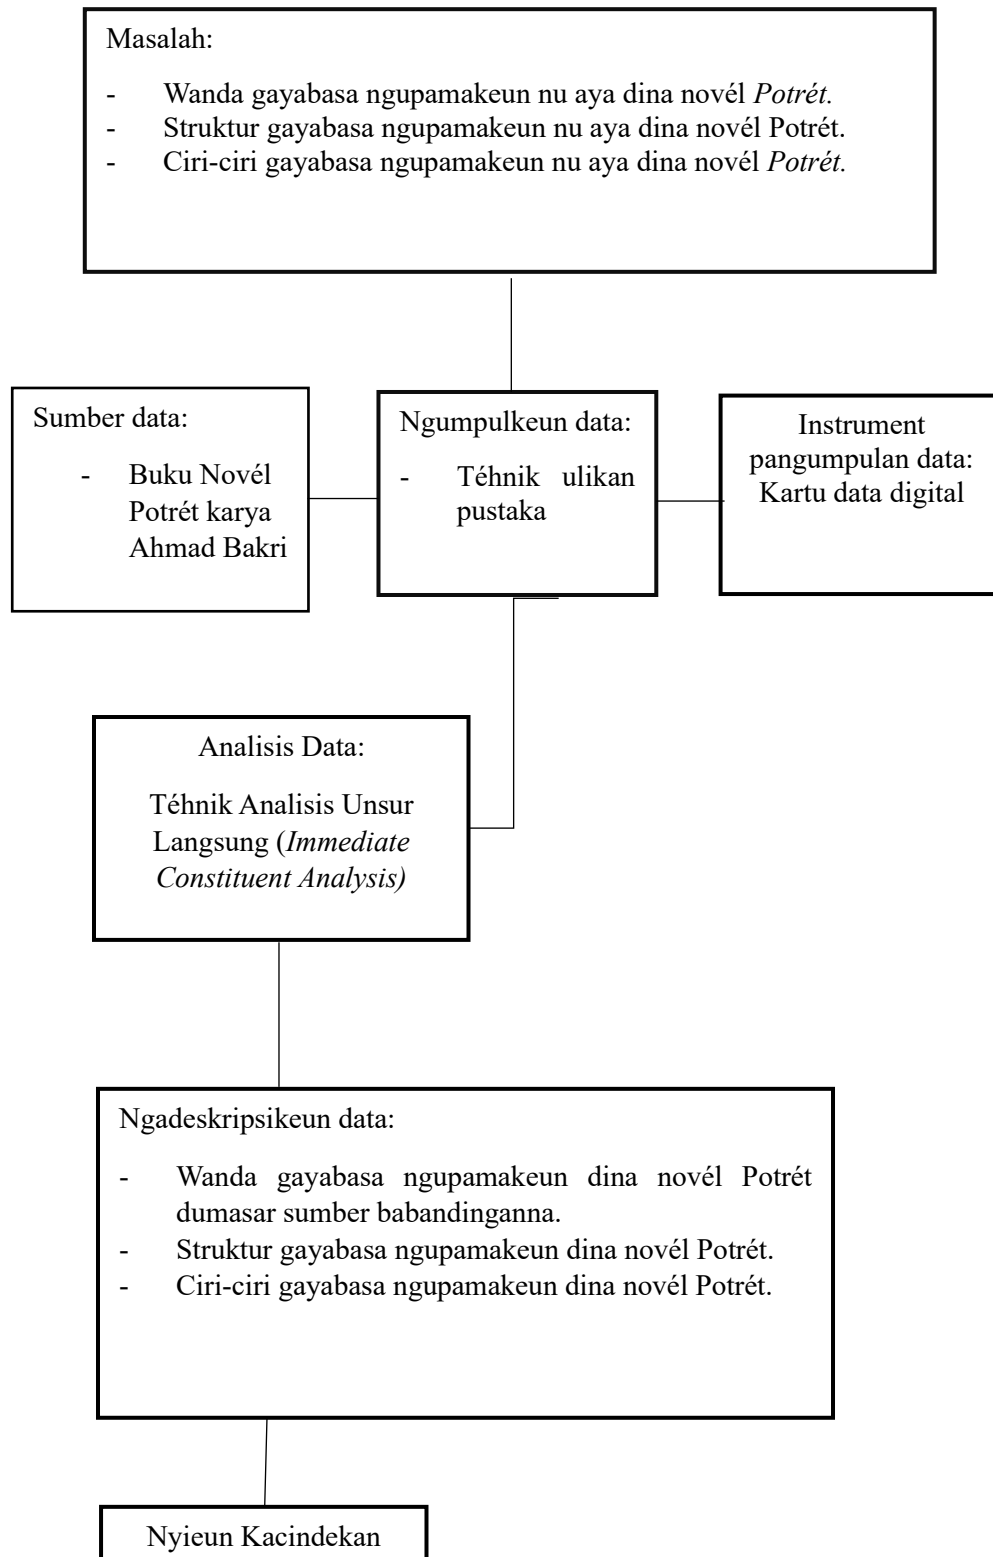 Masalah:
- Wanda gayabasa ngupamakeun nu aya dina novél Potrét.
- Struktur gayabasa ngupamakeun nu aya dina novél Potrét.
- Ciri-ciri gayabasa ngupamakeun nu aya dina novél Potrét.
Sumber data:
- Buku Novél
Potrét karya
Ahmad Bakri
Ngumpulkeun data:
- Téhnik ulikan
pustaka
Instrument
pangumpulan data:
Kartu data digital
Analisis Data:
Téhnik Analisis Unsur
Langsung (Immediate
Constituent Analysis)
Ngadeskripsikeun data:
- Wanda gayabasa ngupamakeun dina novél Potrét
dumasar sumber babandinganna.
- Struktur gayabasa ngupamakeun dina novél Potrét.
- Ciri-ciri gayabasa ngupamakeun dina novél Potrét.
Nyieun Kacindekan